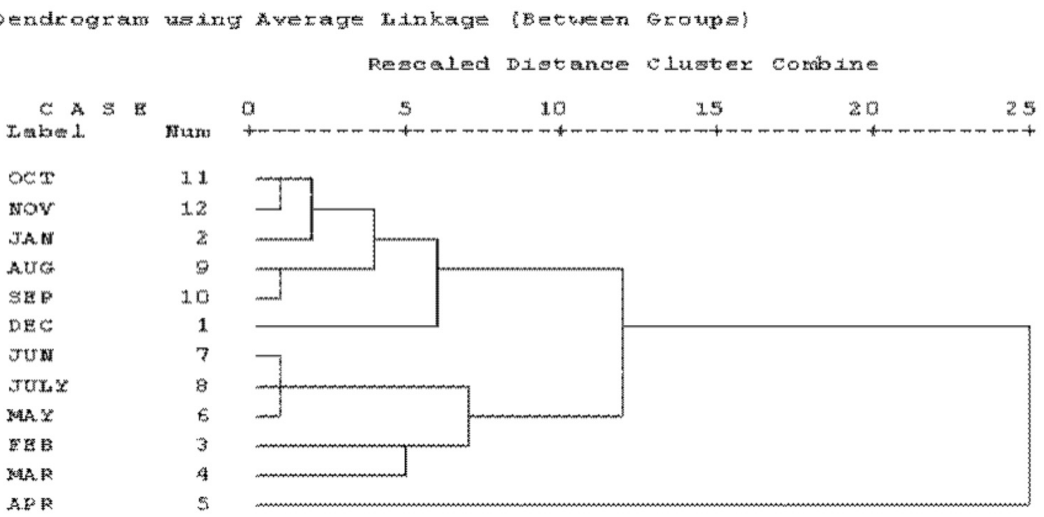 Dendrogram using Average Linkage (Between Groups)
Rescaled Distance Cluster Combine
C A S E 0 5 10 15 20 25
Label Num
OCT 11
NOV 12
JAN 2
AUG 9
SEP 10
DEC 1
JUN 7
JULY 8
MAY 6
FEB 3
MAR 4
APR 5